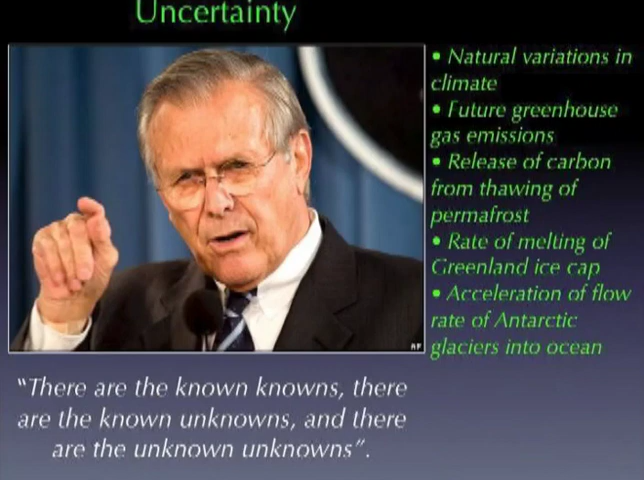 Uncertainty
• Natural variations in
climate
• Future greenhouse
gas emissions
• Release of carbon
from thawing of
permafrost
• Rate of melting of
Greenland ice cap
• Acceleration of flow
rate of Antarctic
glaciers into ocean
AP
"There are the known knowns, there
are the known unknowns, and there
are the unknown unknowns".